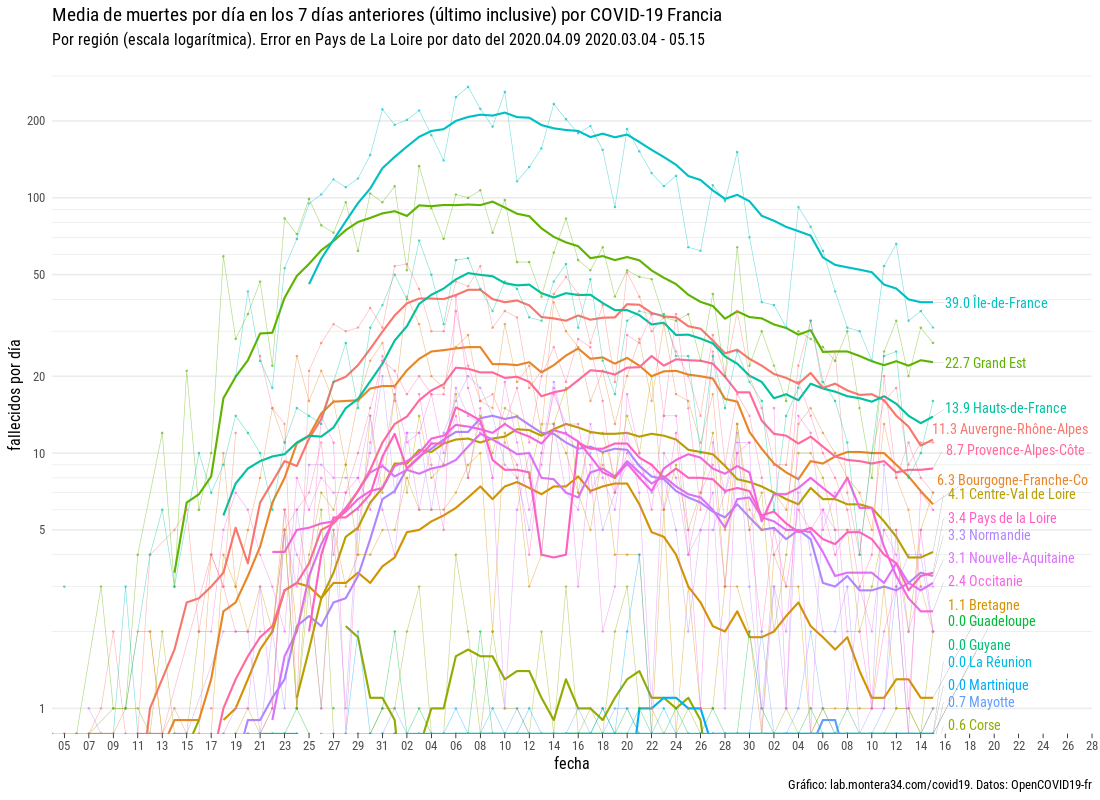 Media de muertes por día en los 7 días anteriores (último inclusive) por COVID-19 Francia
Por región (escala logarítmica). Error en Pays de La Loire por dato del 2020.04.09 2020.03.04 - 05.15
200
100
50
20
10
5
1
fallecidos por día
39.0 Île-de-France
22.7 Grand Est
13.9 Hauts-de-France
11.3 Auvergne-Rhône-Alpes
8.7 Provence-Alpes-Côte
6.3 Bourgogne-Franche-Co
4.1 Centre-Val de Loire
3.4 Pays de la Loire
3.3 Normandie
3.1 Nouvelle-Aquitaine
2.4 Occitanie
1.1 Bretagne
0.0 Guadeloupe
0.0 Guyane
0.0 La Réunion
0.0 Martinique
0.7 Mayotte
0.6 Corse
05 07 09 11 13 15 17 19 21 23 25 27 29 31 02 04 06 08 10 12 14 16 18 20 22 24 26 28 30 02 04 06 08 10 12 14 16 18 20 22 24 26 28
fecha
Gráfico: lab.montera34.com/covid19. Datos: OpenCOVID19-fr